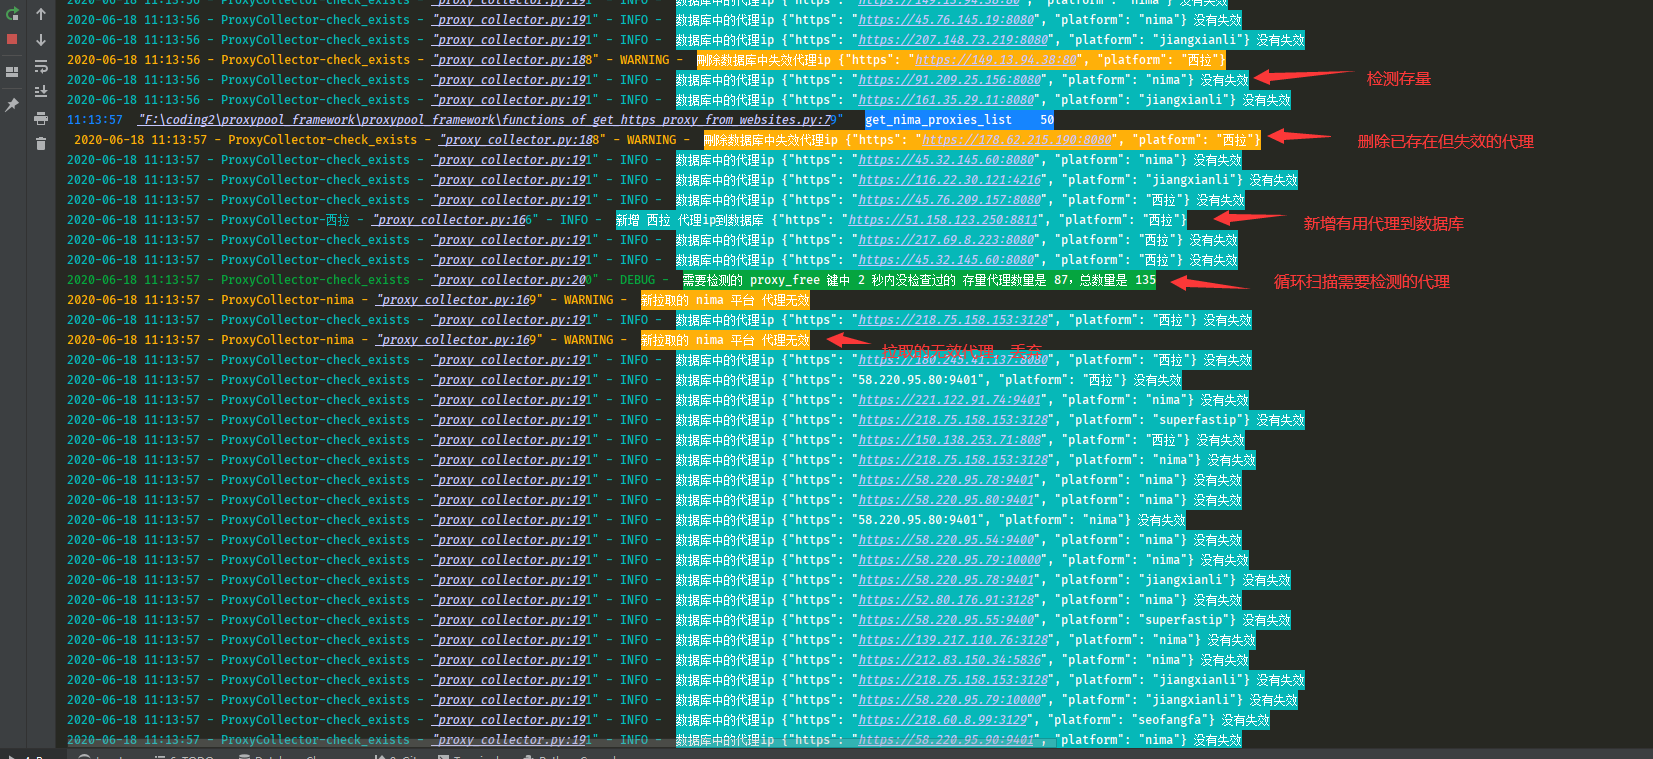 2020-06-18 11:13:56 - ProxyCollector-check_exists - "proxy_collector.py:191" - INFO - 数据库中的代理ip {"https": "https://149.13.94.38:80", "platform": "nima"} 没有失效
2020-06-18 11:13:56 - ProxyCollector-check_exists - "proxy_collector.py:191" - INFO - 数据库中的代理ip {"https": "https://45.76.145.19:8080", "platform": "nima"} 没有失效
2020-06-18 11:13:56 - ProxyCollector-check_exists - "proxy_collector.py:191" - INFO - 数据库中的代理ip {"https": "https://207.148.73.219:8080", "platform": "jiangxianli"} 没有失效
2020-06-18 11:13:56 - ProxyCollector-check_exists - "proxy_collector.py:188" - WARNING - 删除数据库中失效代理ip {"https": "https://149.13.94.38:80", "platform": "西拉"}
2020-06-18 11:13:56 - ProxyCollector-check_exists - "proxy_collector.py:191" - INFO - 数据库中的代理ip {"https": "https://91.209.25.156:8080", "platform": "nima"} 没有失效 检测存量
2020-06-18 11:13:56 - ProxyCollector-check_exists - "proxy_collector.py:191" - INFO - 数据库中的代理ip {"https": "https://161.35.29.11:8080", "platform": "jiangxianli"} 没有失效
11:13:57 "F:\coding2\proxypool_framework\proxypool_framework\functions_of_get_https_proxy_from_websites.py:79" get_nima_proxies_list 50
2020-06-18 11:13:57 - ProxyCollector-check_exists - "proxy_collector.py:188" - WARNING - 删除数据库中失效代理ip {"https": "https://178.62.215.190:8080", "platform": "西拉"} 删除已存在但失效的代理
2020-06-18 11:13:57 - ProxyCollector-check_exists - "proxy_collector.py:191" - INFO - 数据库中的代理ip {"https": "https://45.32.145.60:8080", "platform": "nima"} 没有失效
2020-06-18 11:13:57 - ProxyCollector-check_exists - "proxy_collector.py:191" - INFO - 数据库中的代理ip {"https": "https://116.22.30.121:4216", "platform": "jiangxianli"} 没有失效
2020-06-18 11:13:57 - ProxyCollector-check_exists - "proxy_collector.py:191" - INFO - 数据库中的代理ip {"https": "https://45.76.209.157:8080", "platform": "西拉"} 没有失效
2020-06-18 11:13:57 - ProxyCollector-西拉 - "proxy_collector.py:166" - INFO - 新增 西拉 代理ip到数据库 {"https": "https://51.158.123.250:8811", "platform": "西拉"} 新增有用代理到数据库
2020-06-18 11:13:57 - ProxyCollector-check_exists - "proxy_collector.py:191" - INFO - 数据库中的代理ip {"https": "https://217.69.8.223:8080", "platform": "西拉"} 没有失效
2020-06-18 11:13:57 - ProxyCollector-check_exists - "proxy_collector.py:191" - INFO - 数据库中的代理ip {"https": "https://45.32.145.60:8080", "platform": "西拉"} 没有失效
2020-06-18 11:13:57 - ProxyCollector-check_exists - "proxy_collector.py:200" - DEBUG - 需要检测的 proxy_free 键中 2 秒内没检查过的 存量代理数量是 87，总数量是 135 循环扫描需要检测的代理
2020-06-18 11:13:57 - ProxyCollector-nima - "proxy_collector.py:169" - WARNING - 新拉取的 nima 平台 代理无效
2020-06-18 11:13:57 - ProxyCollector-check_exists - "proxy_collector.py:191" - INFO - 数据库中的代理ip {"https": "https://218.75.158.153:3128", "platform": "西拉"} 没有失效
2020-06-18 11:13:57 - ProxyCollector-nima - "proxy_collector.py:169" - WARNING - 新拉取的 nima 平台 代理无效 拉取的无效代理，丢弃
2020-06-18 11:13:57 - ProxyCollector-check_exists - "proxy_collector.py:191" - INFO - 数据库中的代理ip {"https": "https://180.245.41.137:8080", "platform": "西拉"} 没有失效
2020-06-18 11:13:57 - ProxyCollector-check_exists - "proxy_collector.py:191" - INFO - 数据库中的代理ip {"https": "58.220.95.80:9401", "platform": "西拉"} 没有失效
2020-06-18 11:13:57 - ProxyCollector-check_exists - "proxy_collector.py:191" - INFO - 数据库中的代理ip {"https": "https://221.122.91.74:9401", "platform": "nima"} 没有失效
2020-06-18 11:13:57 - ProxyCollector-check_exists - "proxy_collector.py:191" - INFO - 数据库中的代理ip {"https": "https://218.75.158.153:3128", "platform": "superfastip"} 没有失效
2020-06-18 11:13:57 - ProxyCollector-check_exists - "proxy_collector.py:191" - INFO - 数据库中的代理ip {"https": "https://150.138.253.71:808", "platform": "西拉"} 没有失效
2020-06-18 11:13:57 - ProxyCollector-check_exists - "proxy_collector.py:191" - INFO - 数据库中的代理ip {"https": "https://218.75.158.153:3128", "platform": "nima"} 没有失效
2020-06-18 11:13:57 - ProxyCollector-check_exists - "proxy_collector.py:191" - INFO - 数据库中的代理ip {"https": "https://58.220.95.78:9401", "platform": "nima"} 没有失效
2020-06-18 11:13:57 - ProxyCollector-check_exists - "proxy_collector.py:191" - INFO - 数据库中的代理ip {"https": "https://58.220.95.80:9401", "platform": "nima"} 没有失效
2020-06-18 11:13:57 - ProxyCollector-check_exists - "proxy_collector.py:191" - INFO - 数据库中的代理ip {"https": "58.220.95.80:9401", "platform": "nima"} 没有失效
2020-06-18 11:13:57 - ProxyCollector-check_exists - "proxy_collector.py:191" - INFO - 数据库中的代理ip {"https": "https://58.220.95.54:9400", "platform": "nima"} 没有失效
2020-06-18 11:13:57 - ProxyCollector-check_exists - "proxy_collector.py:191" - INFO - 数据库中的代理ip {"https": "https://58.220.95.79:10000", "platform": "nima"} 没有失效
2020-06-18 11:13:57 - ProxyCollector-check_exists - "proxy_collector.py:191" - INFO - 数据库中的代理ip {"https": "https://58.220.95.78:9401", "platform": "jiangxianli"} 没有失效
2020-06-18 11:13:57 - ProxyCollector-check_exists - "proxy_collector.py:191" - INFO - 数据库中的代理ip {"https": "https://52.80.176.91:3128", "platform": "nima"} 没有失效
2020-06-18 11:13:57 - ProxyCollector-check_exists - "proxy_collector.py:191" - INFO - 数据库中的代理ip {"https": "https://58.220.95.55:9400", "platform": "superfastip"} 没有失效
2020-06-18 11:13:57 - ProxyCollector-check_exists - "proxy_collector.py:191" - INFO - 数据库中的代理ip {"https": "https://139.217.110.76:3128", "platform": "nima"} 没有失效
2020-06-18 11:13:57 - ProxyCollector-check_exists - "proxy_collector.py:191" - INFO - 数据库中的代理ip {"https": "https://212.83.150.34:5836", "platform": "nima"} 没有失效
2020-06-18 11:13:57 - ProxyCollector-check_exists - "proxy_collector.py:191" - INFO - 数据库中的代理ip {"https": "https://218.75.158.153:3128", "platform": "jiangxianli"} 没有失效
2020-06-18 11:13:57 - ProxyCollector-check_exists - "proxy_collector.py:191" - INFO - 数据库中的代理ip {"https": "https://58.220.95.79:10000", "platform": "jiangxianli"} 没有失效
2020-06-18 11:13:57 - ProxyCollector-check_exists - "proxy_collector.py:191" - INFO - 数据库中的代理ip {"https": "https://218.60.8.99:3129", "platform": "seofangfa"} 没有失效
2020-06-18 11:13:57 - ProxyCollector-check_exists - "proxy_collector.py:191" - INFO - 数据库中的代理ip {"https": "https://58.220.95.90:9401", "platform": "nima"} 没有失效